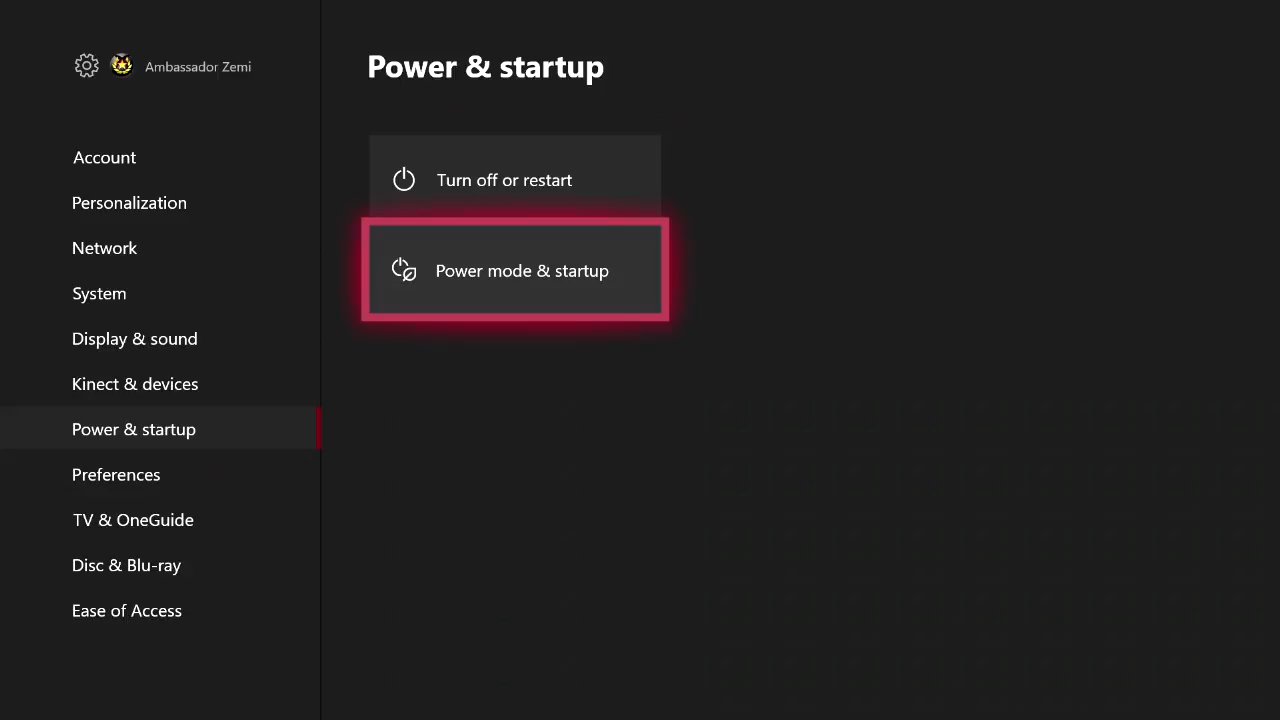 Ambassador Zemi
Account
Personalization
Network
System
Display & sound
Kinect & devices
Power & startup
Preferences
TV & OneGuide
Disc & Blu-ray
Ease of Access
Power & startup
Turn off or restart
Power mode & startup